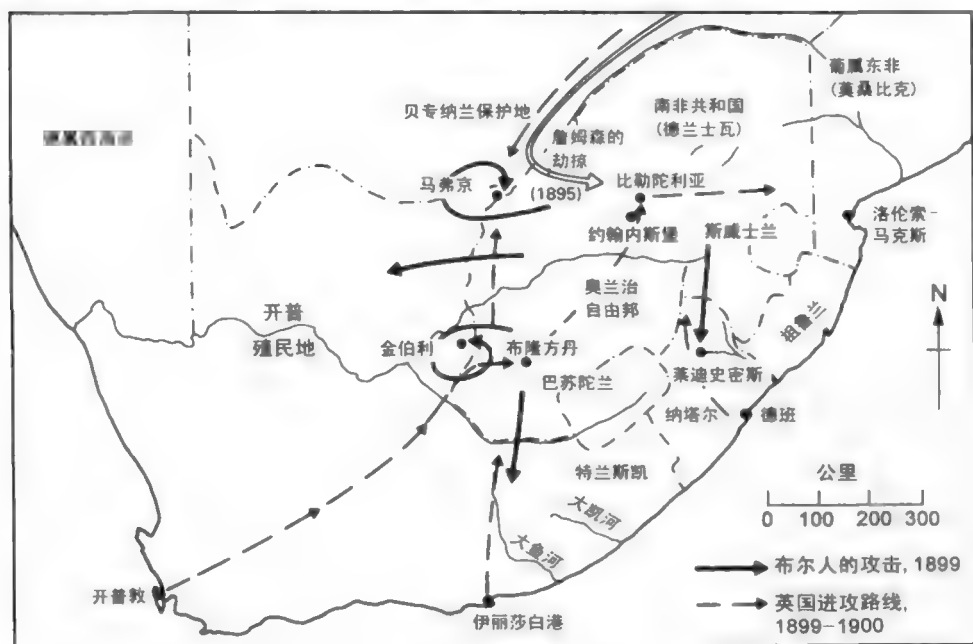 葡属东非
(莫桑比克)
贝专纳兰保护地
南非共和国
(德兰士瓦)
詹姆森的
劫掠
(1895)
马弗京
比勒陀利亚
洛伦索-
马克斯
约翰内斯堡
斯威士兰
奥兰治
自由邦
N
开普
殖民地
祖鲁兰
金伯利
布隆方丹
莱迪史密斯
巴苏陀兰
纳塔尔
德班
特兰斯凯
公里
大凯河
0 100 200 300
大鱼河
布尔人的攻击, 1899
开普敦
英国进攻路线,
1899-1900
伊丽莎白港